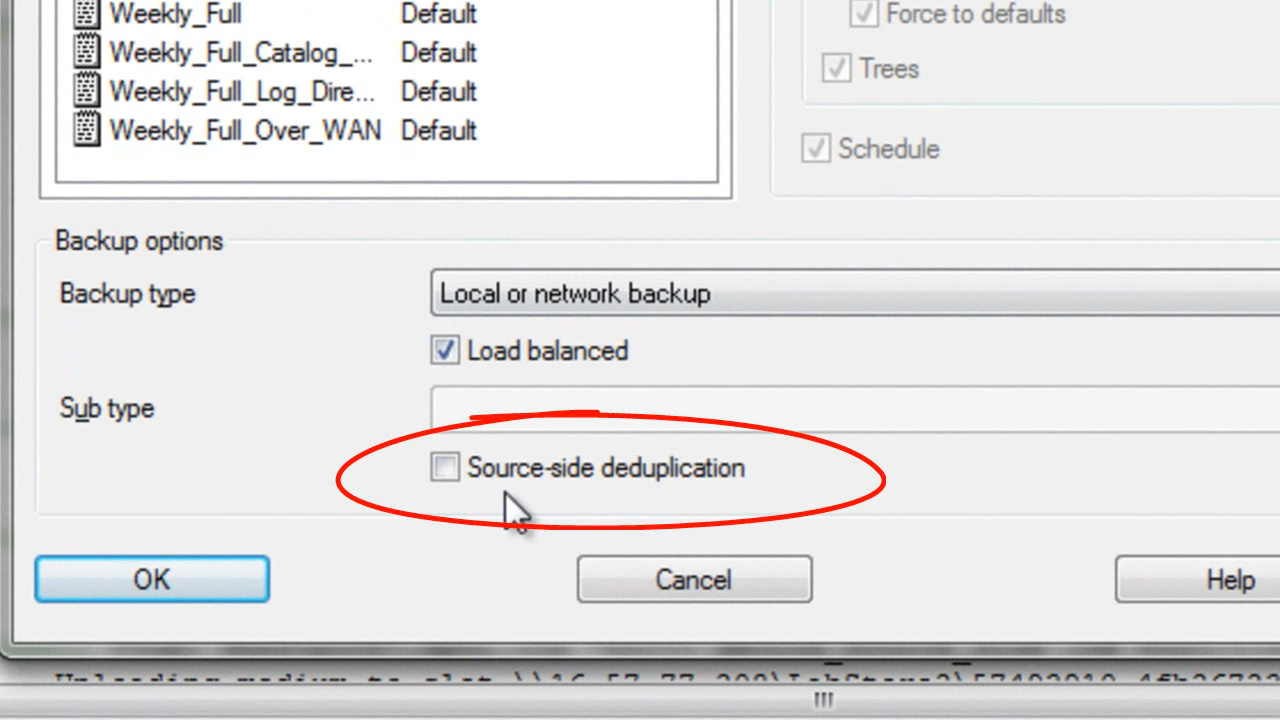 Weekly_Full Default
Weekly_Full_Catalog_... Default
Weekly_Full_Log_Dire... Default
Weekly_Full_Over_WAN Default
Force to defaults
Trees
Schedule
Backup options
Backup type Local or network backup
Load balanced
Sub type
Source-side deduplication
OK Cancel Help